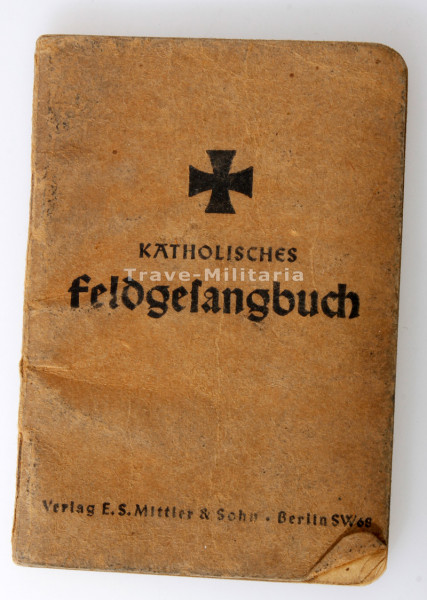 KATHOLISCHES
Trave-Militaria
Feldgeſangbuch
Verlag E. S. Mittler & Sohn • Berlin SW 68